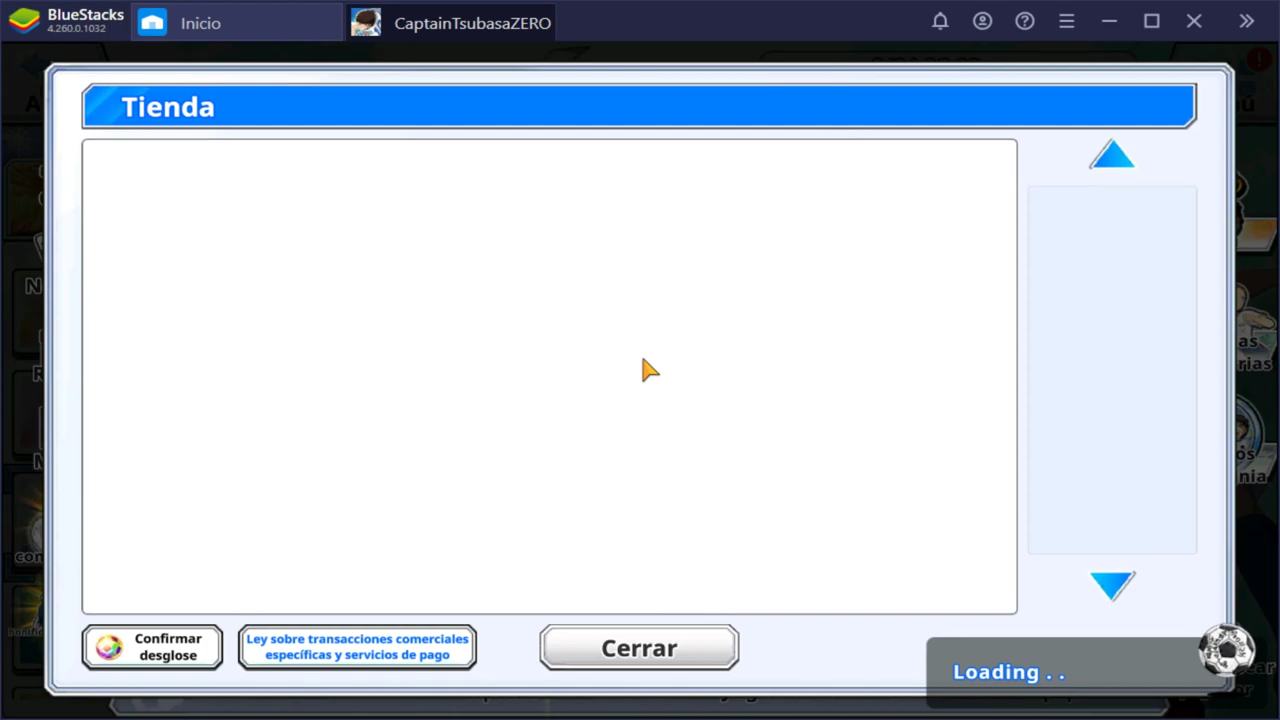 BlueStacks
4.260.0.1032
Inicio
CaptainTsubasaZERO
Tienda
Confirmar
desglose
Ley sobre transacciones comerciales
específicas y servicios de pago
Cerrar
Loading . .